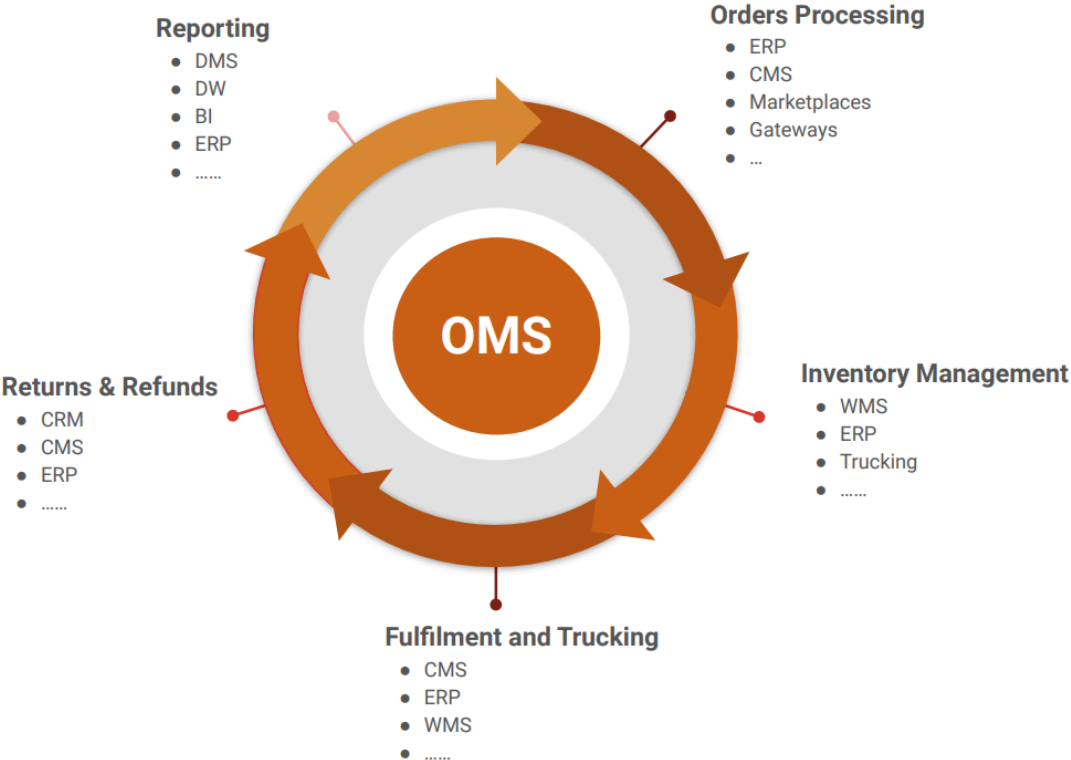 Reporting
● DMS
● DW
● BI
● ERP
● ......
Orders Processing
● ERP
● CMS
● Marketplaces
● Gateways
● ...
OMS
Returns & Refunds
● CRM
● CMS
● ERP
● ......
Inventory Management
● WMS
● ERP
● Trucking
● ......
Fulfilment and Trucking
● CMS
● ERP
● WMS
● ......